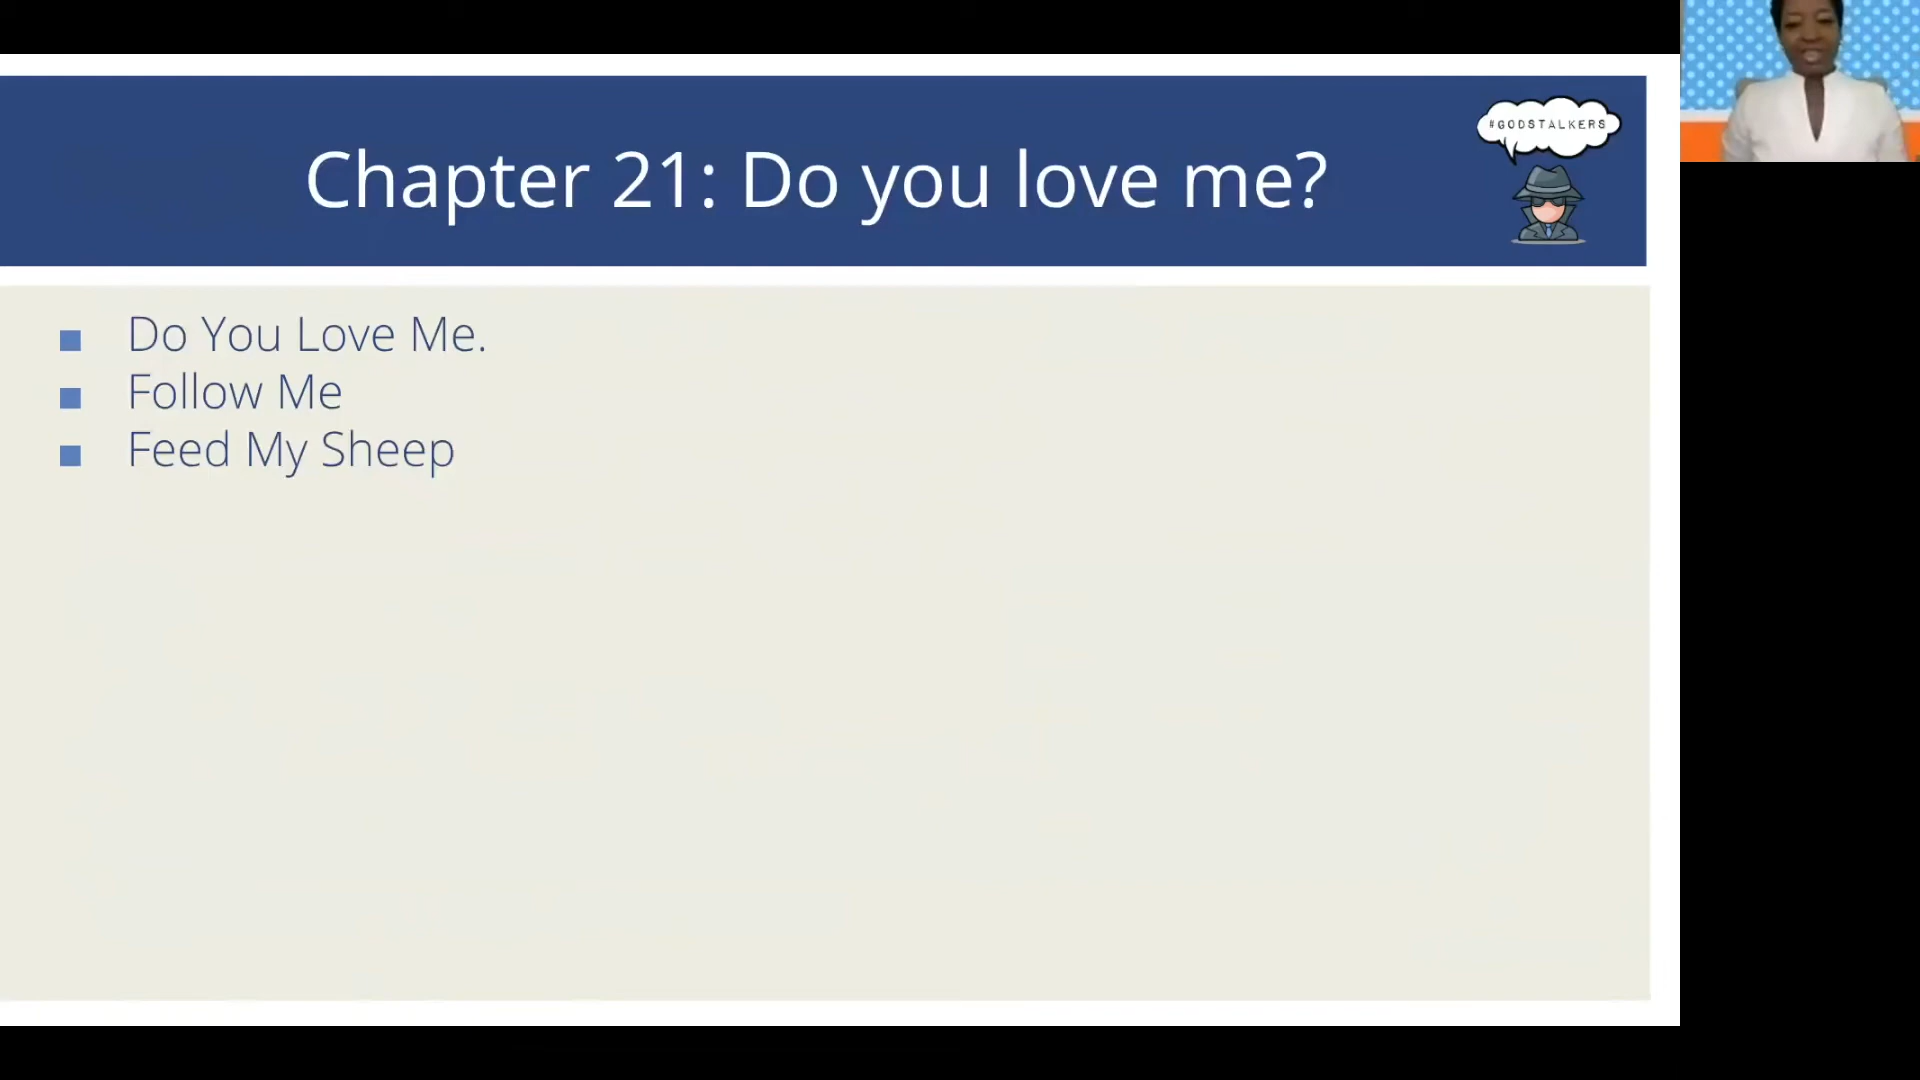 #GODSTALKERS
Chapter 21: Do you love me?
Do You Love Me.
Follow Me
Feed My Sheep